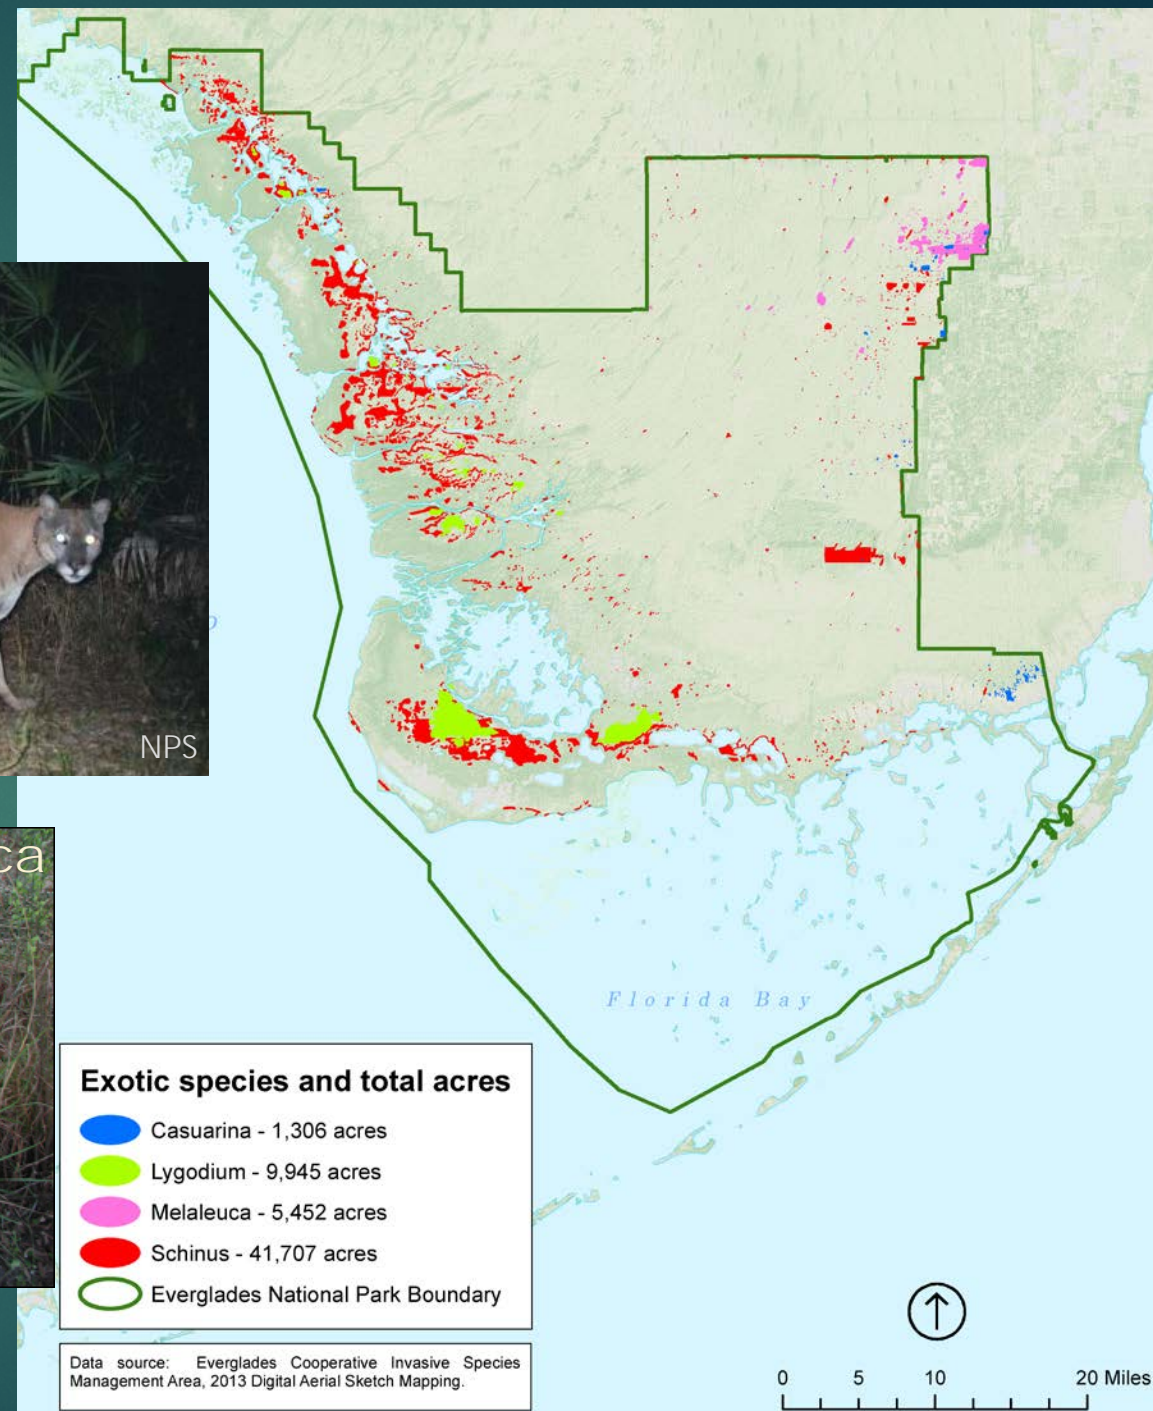 NPS
ca
Florida Bay
Exotic species and total acres
Casuarina - 1,306 acres
Lygodium - 9,945 acres
Melaleuca - 5,452 acres
Schinus - 41,707 acres
Everglades National Park Boundary
Data source: Everglades Cooperative Invasive Species
Management Area, 2013 Digital Aerial Sketch Mapping.
0 5 10 20 Miles